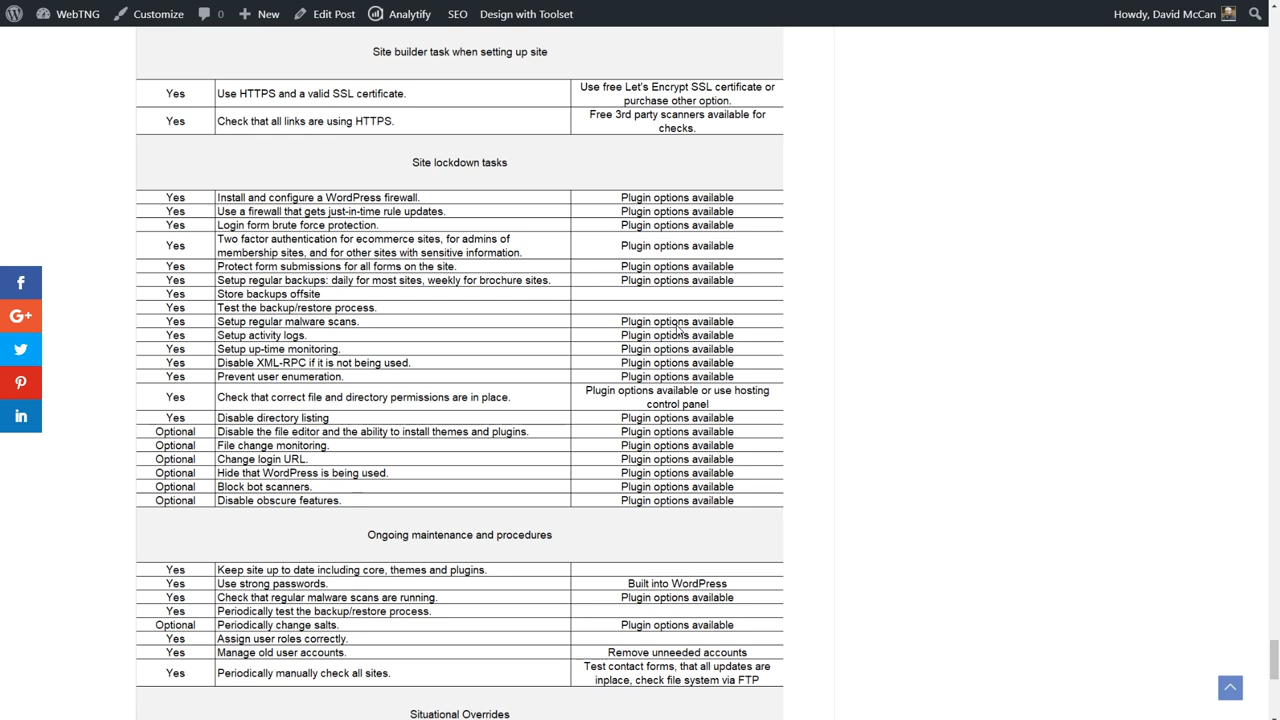 WebTNG
Customize
0
New
Edit Post
Analytify
SEO
Design with Toolset
Howdy, David McCan
Site builder task when setting up site
Yes
Use HTTPS and a valid SSL certificate.
Use free Let's Encrypt SSL certificate or
purchase other option.
Yes
Check that all links are using HTTPS.
Free 3rd party scanners available for
checks.
Site lockdown tasks
Yes
Install and configure a WordPress firewall.
Plugin options available
Yes
Use a firewall that gets just-in-time rule updates.
Plugin options available
Yes
Login form brute force protection.
Plugin options available
Yes
Two factor authentication for ecommerce sites, for admins of
membership sites, and for other sites with sensitive information.
Plugin options available
Yes
Protect form submissions for all forms on the site.
Plugin options available
Yes
Setup regular backups: daily for most sites, weekly for brochure sites.
Plugin options available
Yes
Store backups offsite
Yes
Test the backup/restore process.
Yes
Setup regular malware scans.
Plugin options available
Yes
Setup activity logs.
Plugin options available
Yes
Setup up-time monitoring.
Plugin options available
Yes
Disable XML-RPC if it is not being used.
Plugin options available
Yes
Prevent user enumeration.
Plugin options available
Yes
Check that correct file and directory permissions are in place.
Plugin options available or use hosting
control panel
Yes
Disable directory listing
Plugin options available
Optional
Disable the file editor and the ability to install themes and plugins.
Plugin options available
Optional
File change monitoring.
Plugin options available
Optional
Change login URL.
Plugin options available
Optional
Hide that WordPress is being used.
Plugin options available
Optional
Block bot scanners.
Plugin options available
Optional
Disable obscure features.
Plugin options available
Ongoing maintenance and procedures
Yes
Keep site up to date including core, themes and plugins.
Yes
Use strong passwords.
Built into WordPress
Yes
Check that regular malware scans are running.
Plugin options available
Yes
Periodically test the backup/restore process.
Optional
Periodically change salts.
Plugin options available
Yes
Assign user roles correctly.
Yes
Manage old user accounts.
Remove unneeded accounts
Yes
Periodically manually check all sites.
Test contact forms, that all updates are
inplace, check file system via FTP
Situational Overrides